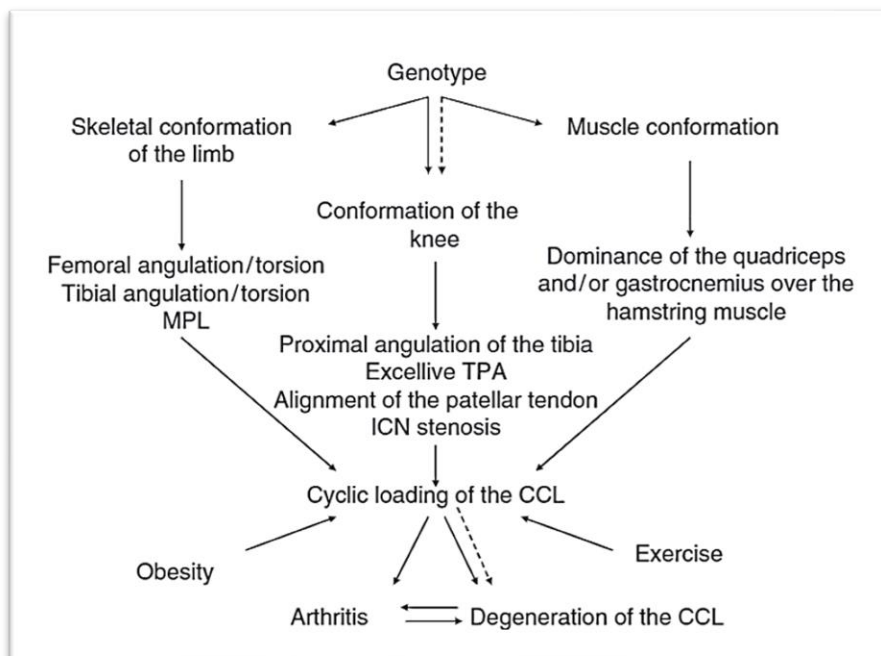 Genotype
Skeletal conformation
of the limb
Muscle conformation
Conformation of the
knee
Femoral angulation/torsion
Tibial angulation/torsion
MPL
Dominance of the quadriceps
and/or gastrocnemius over the
hamstring muscle
Proximal angulation of the tibia
Excellive TPA
Alignment of the patellar tendon
ICN stenosis
Cyclic loading of the CCL
Obesity
Exercise
Arthritis
Degeneration of the CCL